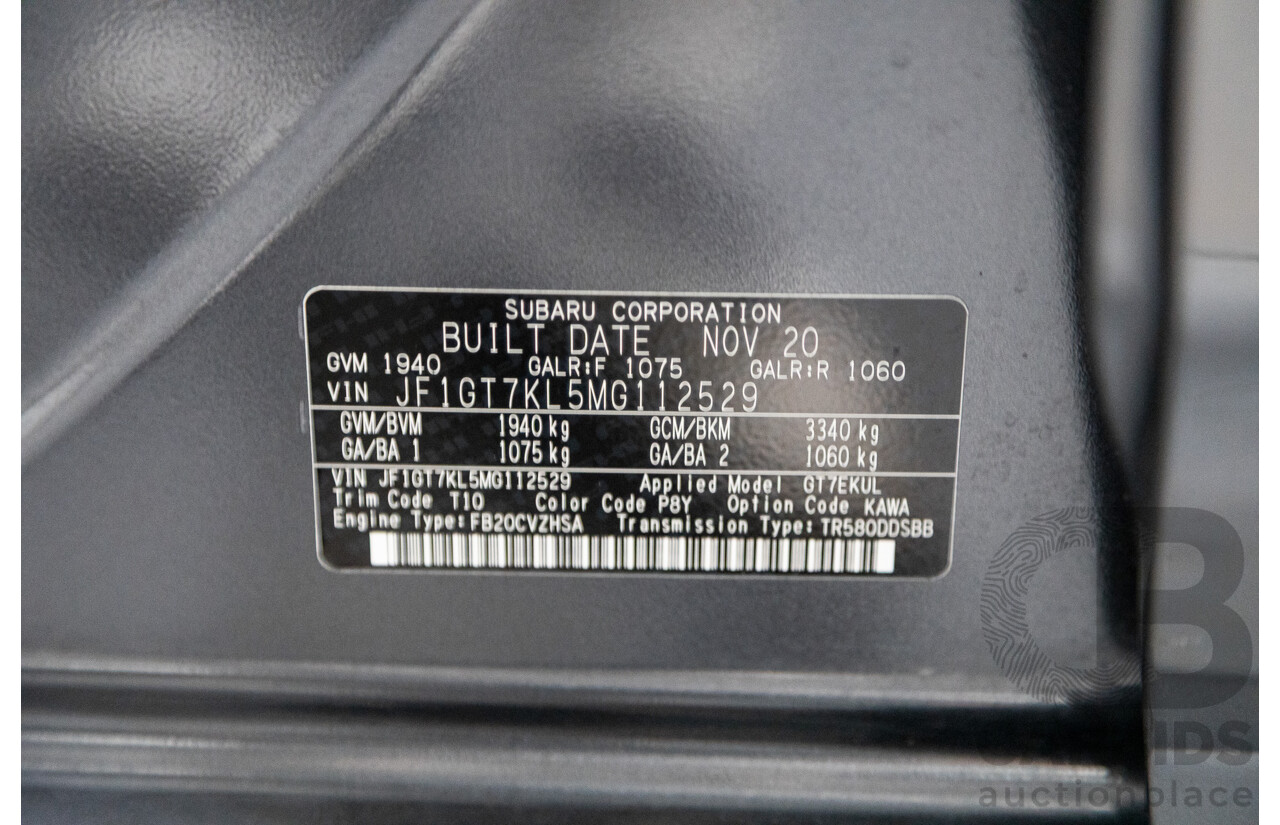 SUBARU CORPORATION
BUILT DATE NOV 20
GVM 1940 GALR:F 1075 GALR:R 1060
VIN JF1GT7KL5MG112529
GVM/BVM 1940 kg GCM/BKM 3340 kg
GA/BA 1 1075 kg GA/BA 2 1060 kg
VIN JF1GT7KL5MG112529 Applied Model GT7EKUL
Trim Code T10 Color Code P8Y Option Code KAWA
Engine Type: FB20CVZHSA Transmission Type: TR580DDSBB
CB
auctionplace